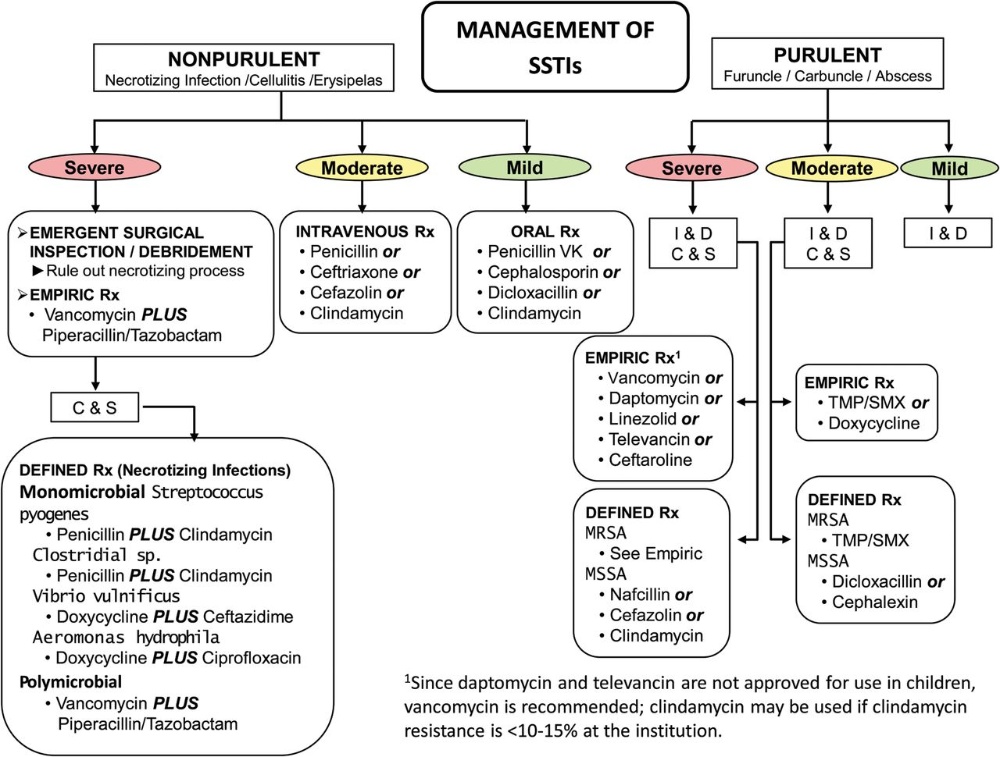 MANAGEMENT OF
SSTIs
NONPURULENT
Necrotizing Infection /Cellulitis /Erysipelas
Severe
➢EMERGENT SURGICAL
INSPECTION / DEBRIDEMENT
►Rule out necrotizing process
➢EMPIRIC Rx
• Vancomycin PLUS
Piperacillin/Tazobactam
C & S
DEFINED Rx (Necrotizing Infections)
Monomicrobial Streptococcus
pyogenes
• Penicillin PLUS Clindamycin
Clostridial sp.
• Penicillin PLUS Clindamycin
Vibrio vulnificus
• Doxycycline PLUS Ceftazidime
Aeromonas hydrophila
• Doxycycline PLUS Ciprofloxacin
Polymicrobial
• Vancomycin PLUS
Piperacillin/Tazobactam
Moderate
INTRAVENOUS Rx
• Penicillin or
• Ceftriaxone or
• Cefazolin or
• Clindamycin
Mild
ORAL Rx
• Penicillin VK or
• Cephalosporin or
• Dicloxacillin or
• Clindamycin
PURULENT
Furuncle / Carbuncle / Abscess
Severe
I & D
C & S
EMPIRIC Rx¹
• Vancomycin or
• Daptomycin or
• Linezolid or
• Televancin or
• Ceftaroline
DEFINED Rx
MRSA
• See Empiric
MSSA
• Nafcillin or
• Cefazolin or
• Clindamycin
Moderate
I & D
C & S
EMPIRIC Rx
• TMP/SMX or
• Doxycycline
DEFINED Rx
MRSA
• TMP/SMX
MSSA
• Dicloxacillin or
• Cephalexin
Mild
I & D
¹Since daptomycin and televancin are not approved for use in children,
vancomycin is recommended; clindamycin may be used if clindamycin
resistance is <10-15% at the institution.